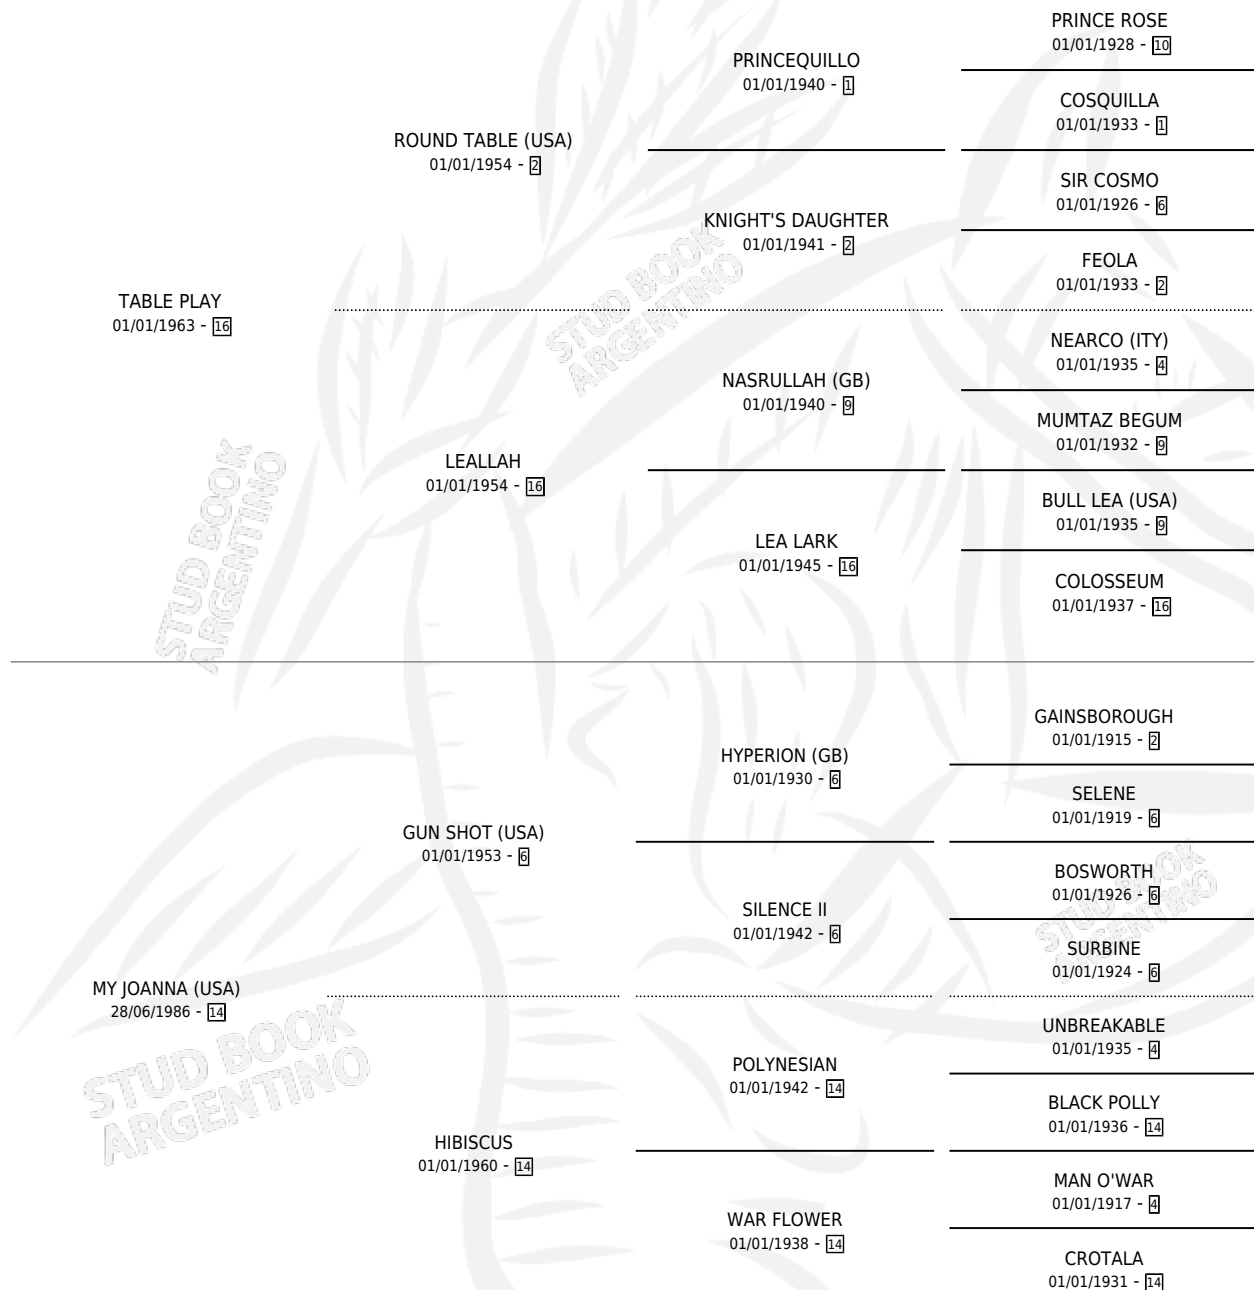 PRINCE ROSE
01/01/1928 - 10
PRINCEQUILLO
01/01/1940 - 1
COSQUILLA
01/01/1933 - 1
ROUND TABLE (USA)
01/01/1954 - 2
SIR COSMO
01/01/1926 - 6
KNIGHT'S DAUGHTER
01/01/1941 - 2
FEOLA
01/01/1933 - 2
TABLE PLAY
01/01/1963 - 16
NEARCO (ITY)
01/01/1935 - 4
NASRULLAH (GB)
01/01/1940 - 9
MUMTAZ BEGUM
01/01/1932 - 9
LEALLAH
01/01/1954 - 16
BULL LEA (USA)
01/01/1935 - 9
LEA LARK
01/01/1945 - 16
COLOSSEUM
01/01/1937 - 16
GAINSBOROUGH
01/01/1915 - 2
HYPERION (GB)
01/01/1930 - 6
SELENE
01/01/1919 - 6
GUN SHOT (USA)
01/01/1953 - 6
BOSWORTH
01/01/1926 - 6
SILENCE II
01/01/1942 - 6
SURBINE
01/01/1924 - 6
MY JOANNA (USA)
28/06/1986 - 14
UNBREAKABLE
01/01/1935 - 4
POLYNESIAN
01/01/1942 - 14
BLACK POLLY
01/01/1936 - 14
HIBISCUS
01/01/1960 - 14
MAN O'WAR
01/01/1917 - 4
WAR FLOWER
01/01/1938 - 14
CROTALA
01/01/1931 - 14
STUD BOOK
ARGENTINO
STUD BOOK
ARGENTINO
STUD BOOK
ARGENTINO
STUD BOOK
ARGENTINO